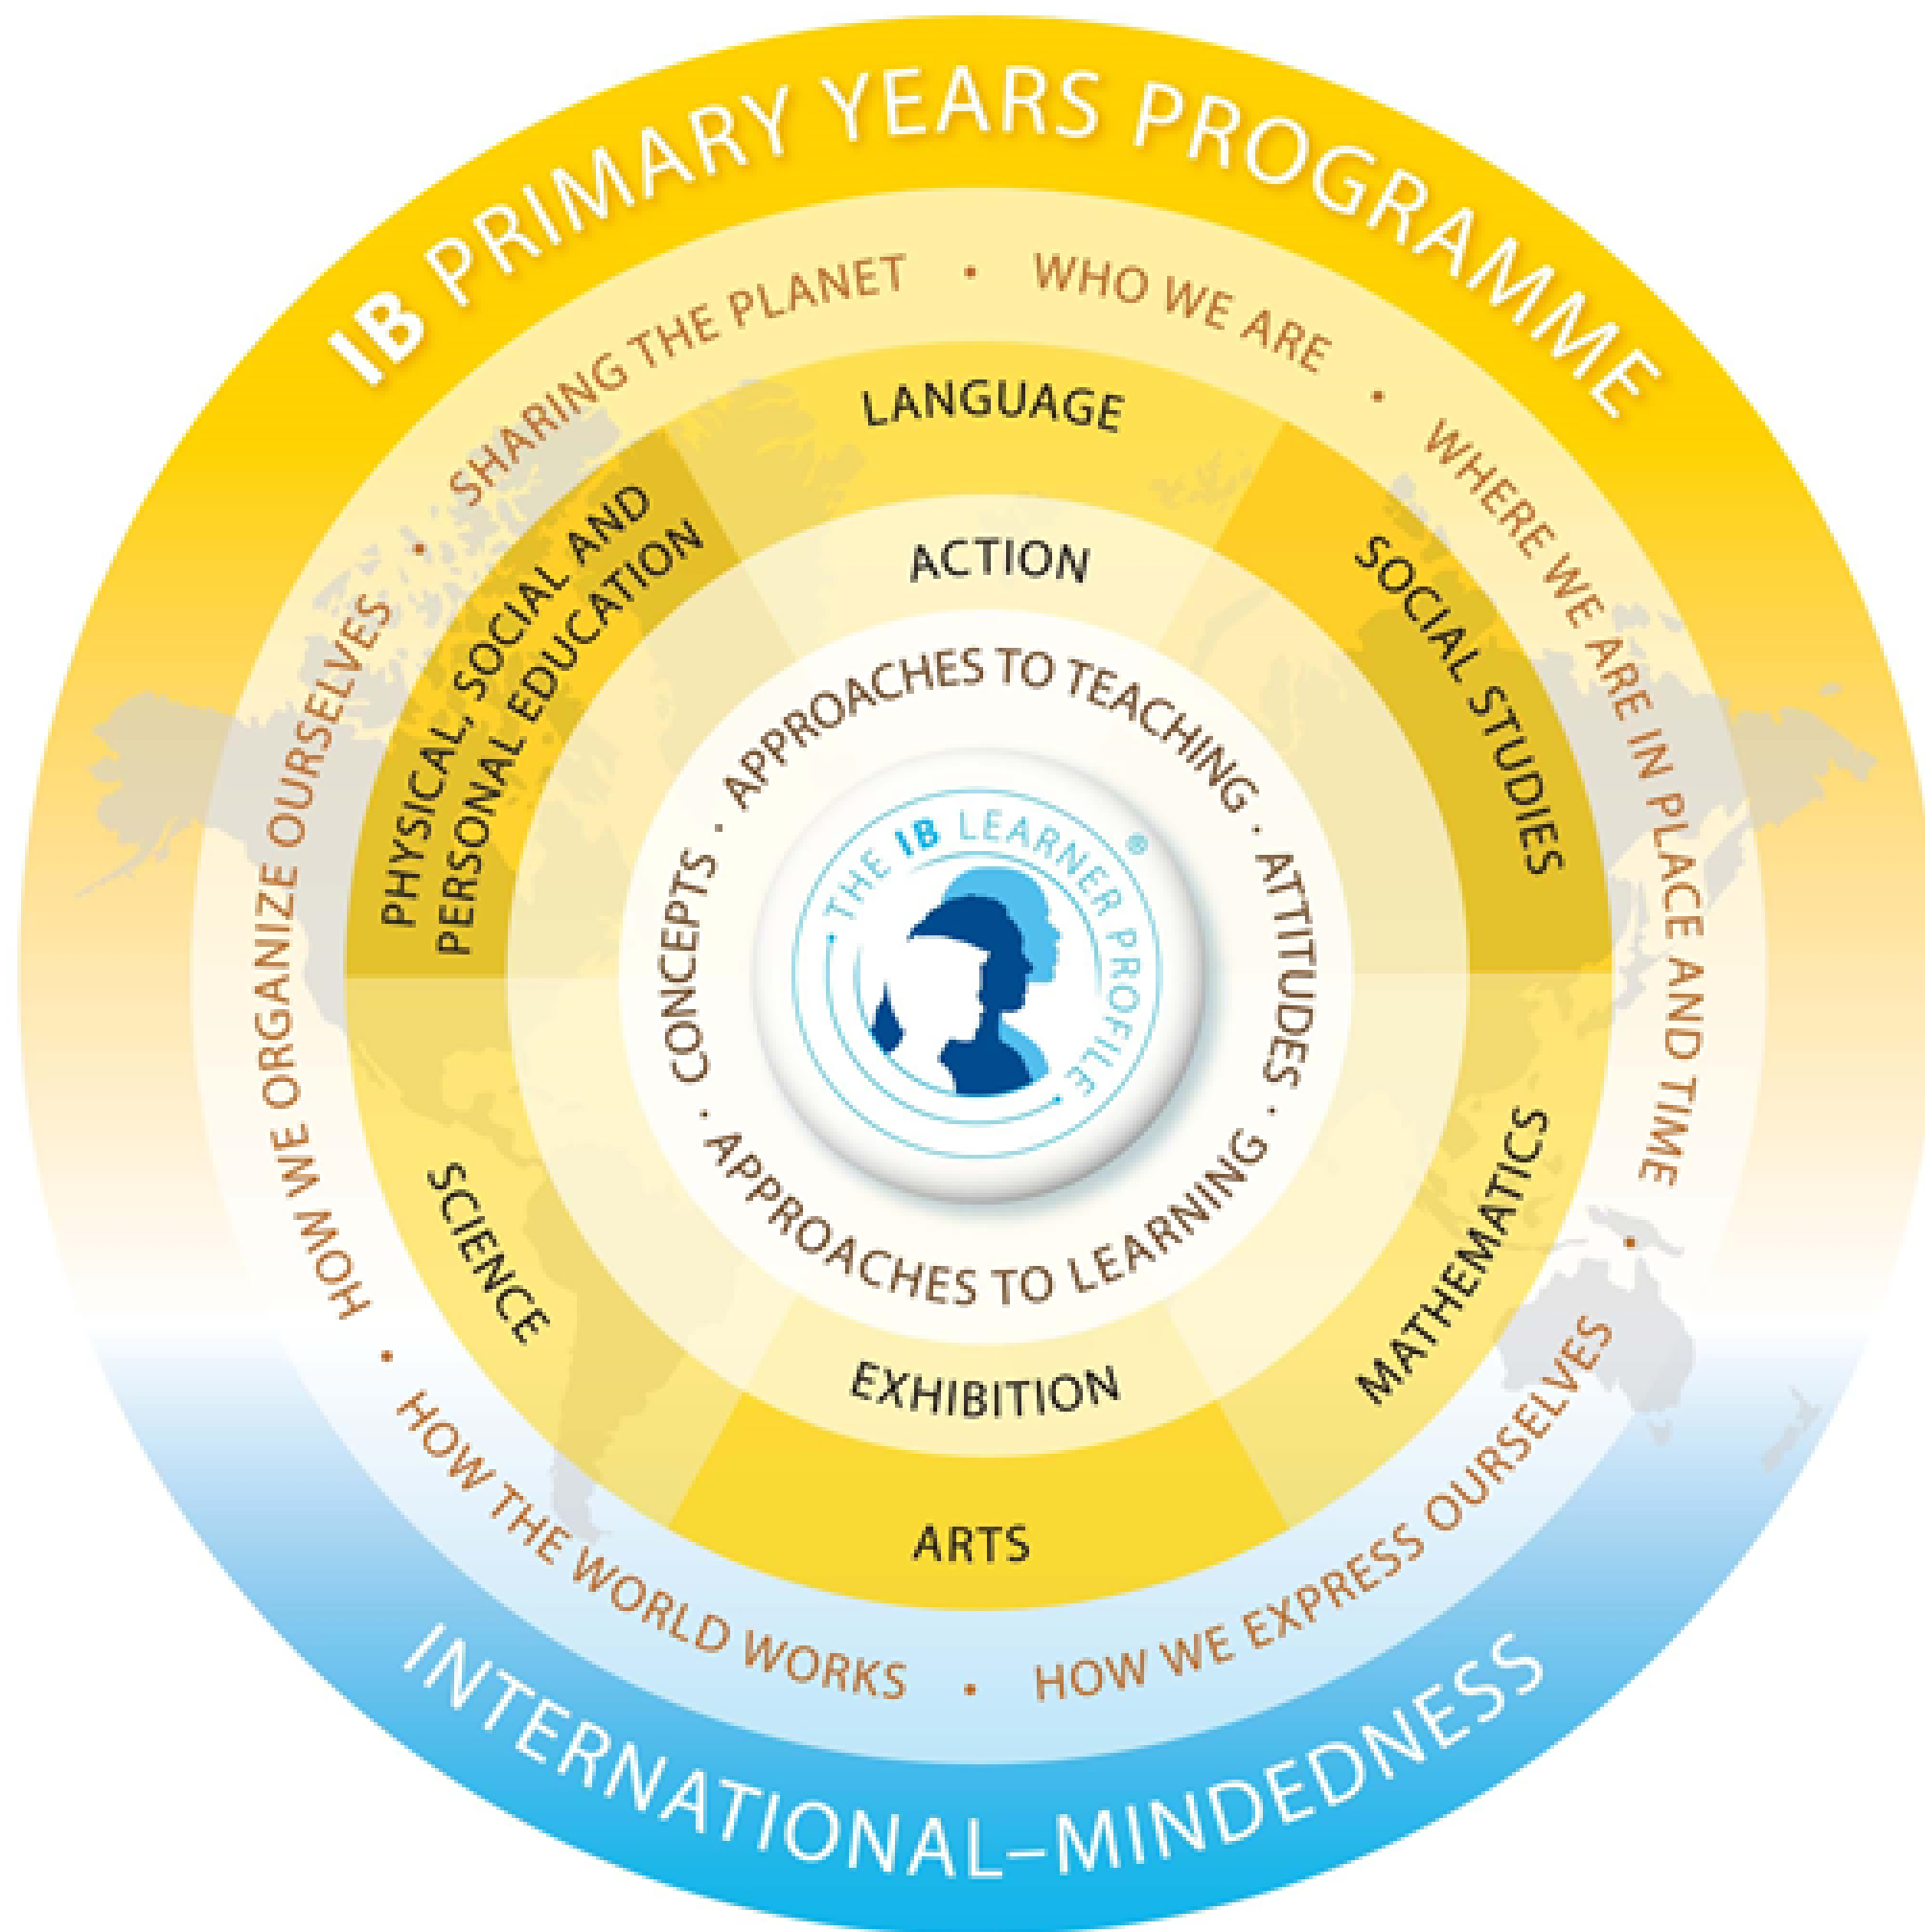 IB PRIMARY YEARS PROGRAMME
SHARING THE PLANET • WHO WE ARE • WHERE WE ARE IN PLACE AND TIME • HOW WE EXPRESS OURSELVES • HOW THE WORLD WORKS • HOW WE ORGANIZE OURSELVES •
LANGUAGE
SOCIAL STUDIES
MATHEMATICS
ARTS
SCIENCE
PHYSICAL, SOCIAL AND
PERSONAL EDUCATION
ACTION
EXHIBITION
APPROACHES TO TEACHING · ATTITUDES · APPROACHES TO LEARNING · CONCEPTS ·
THE IB LEARNER PROFILE ®
INTERNATIONAL–MINDEDNESS